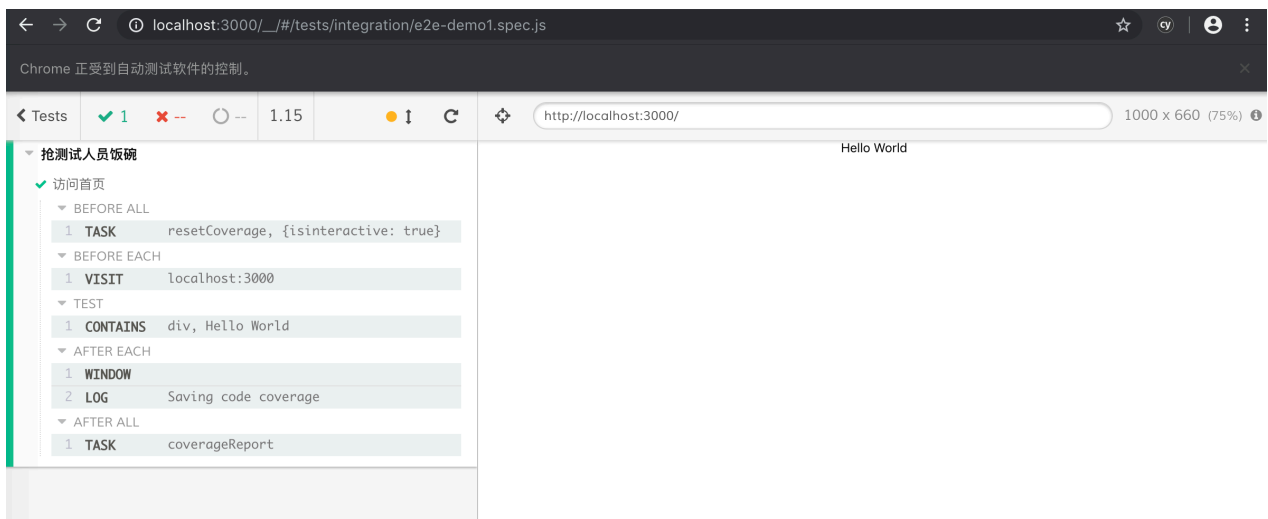 localhost:3000/__/#/tests/integration/e2e-demo1.spec.js
cy
Chrome 正受到自动测试软件的控制。
Tests 1 -- -- 1.15 http://localhost:3000/ 1000 x 660 (75%)
抢测试人员饭碗
Hello World
访问首页
BEFORE ALL
1 TASK resetCoverage, {isinteractive: true}
BEFORE EACH
1 VISIT localhost:3000
TEST
1 CONTAINS div, Hello World
AFTER EACH
1 WINDOW
2 LOG Saving code coverage
AFTER ALL
1 TASK coverageReport